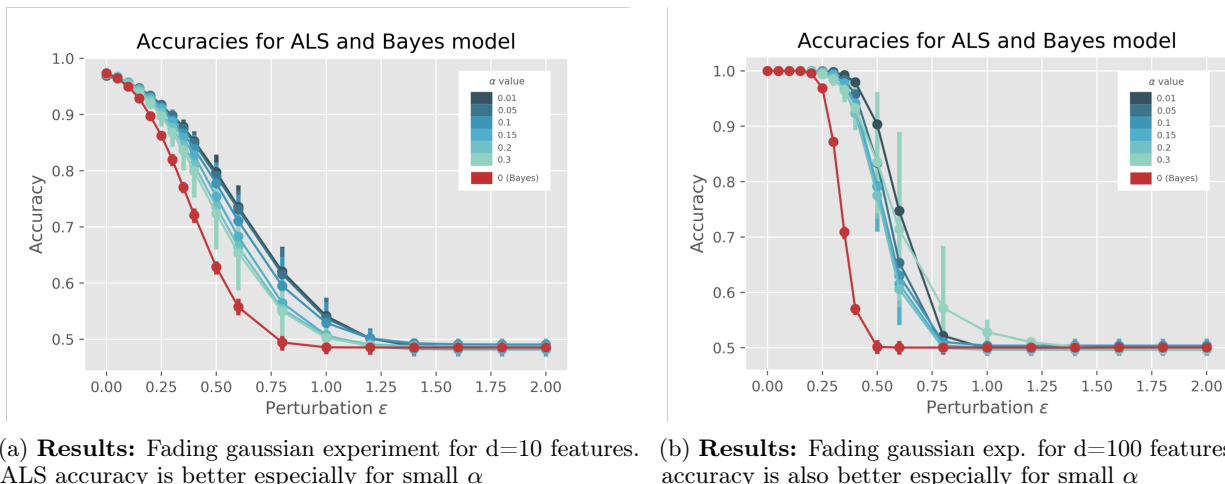 Accuracies for ALS and Bayes model
1.0
0.9
0.8
0.7
0.6
0.5
Accuracy
0.00 0.25 0.50 0.75 1.00 1.25 1.50 1.75 2.00
Perturbation ε
α value
0.01
0.05
0.1
0.15
0.2
0.3
0 (Bayes)
(a) Results: Fading gaussian experiment for d=10 features.
ALS accuracy is better especially for small α
Accuracies for ALS and Bayes model
1.0
0.9
0.8
0.7
0.6
0.5
Accuracy
0.00 0.25 0.50 0.75 1.00 1.25 1.50 1.75 2.00
Perturbation ε
α value
0.01
0.05
0.1
0.15
0.2
0.3
0 (Bayes)
(b) Results: Fading gaussian exp. for d=100 features
accuracy is also better especially for small α